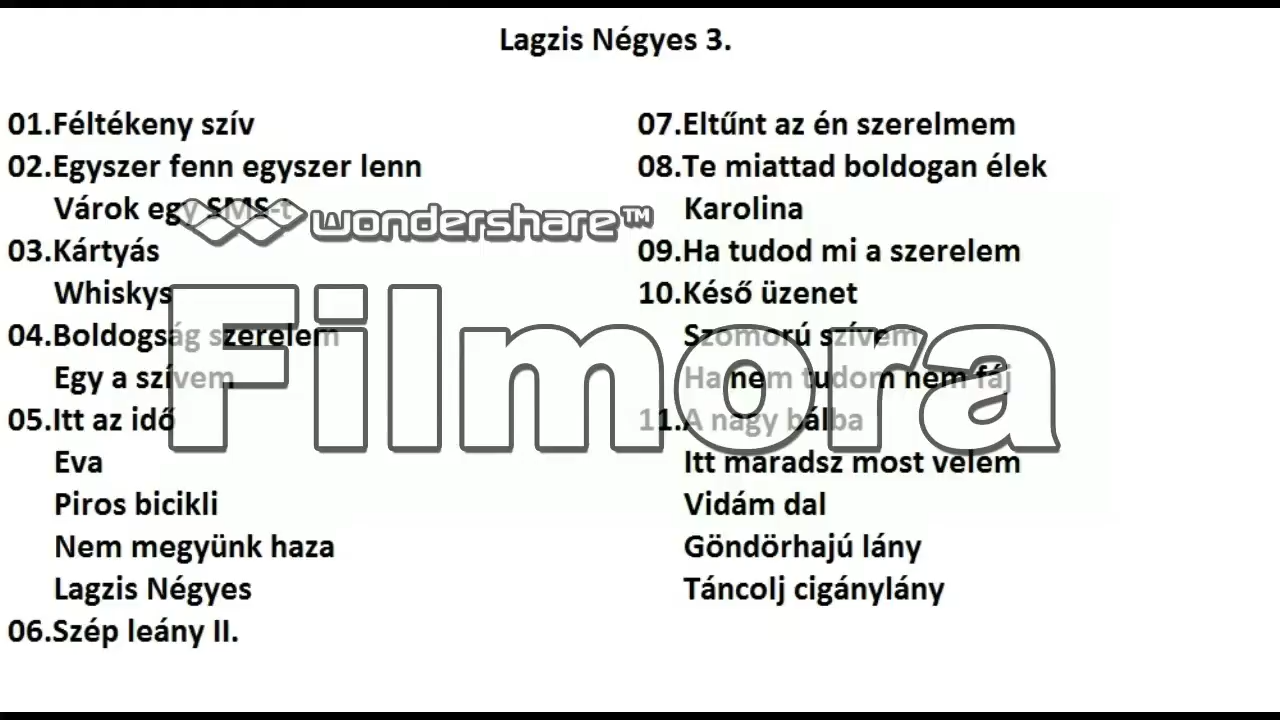 Lagzis Négyes 3.
01.Féltékeny szív
02.Egyszer fenn egyszer lenn
Várok egy SMS-t
03.Kártyás
Whiskys
04.Boldogság szerelem
Egy a szívem
05.Itt az idő
Eva
Piros bicikli
Nem megyünk haza
Lagzis Négyes
06.Szép leány II.
07.Eltűnt az én szerelmem
08.Te miattad boldogan élek
Karolina
09.Ha tudod mi a szerelem
10.Késő üzenet
Szomorú szívem
Ha nem tudom nem fáj
11.A nagy bálba
Itt maradsz most velem
Vidám dal
Göndörhajú lány
Táncolj cigánylány
wondershare™
Filmora